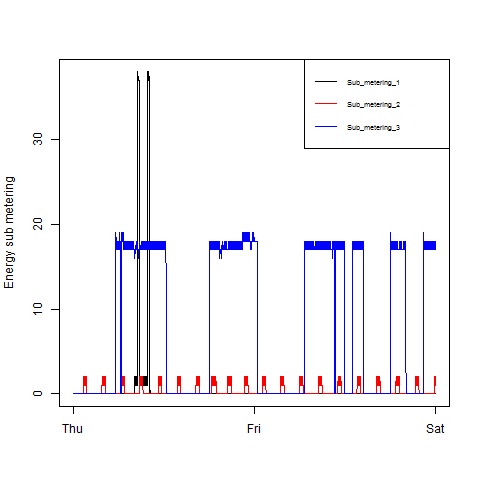 Sub_metering_1
Sub_metering_2
Sub_metering_3
Energy sub metering
30
20
10
0
Thu
Fri
Sat